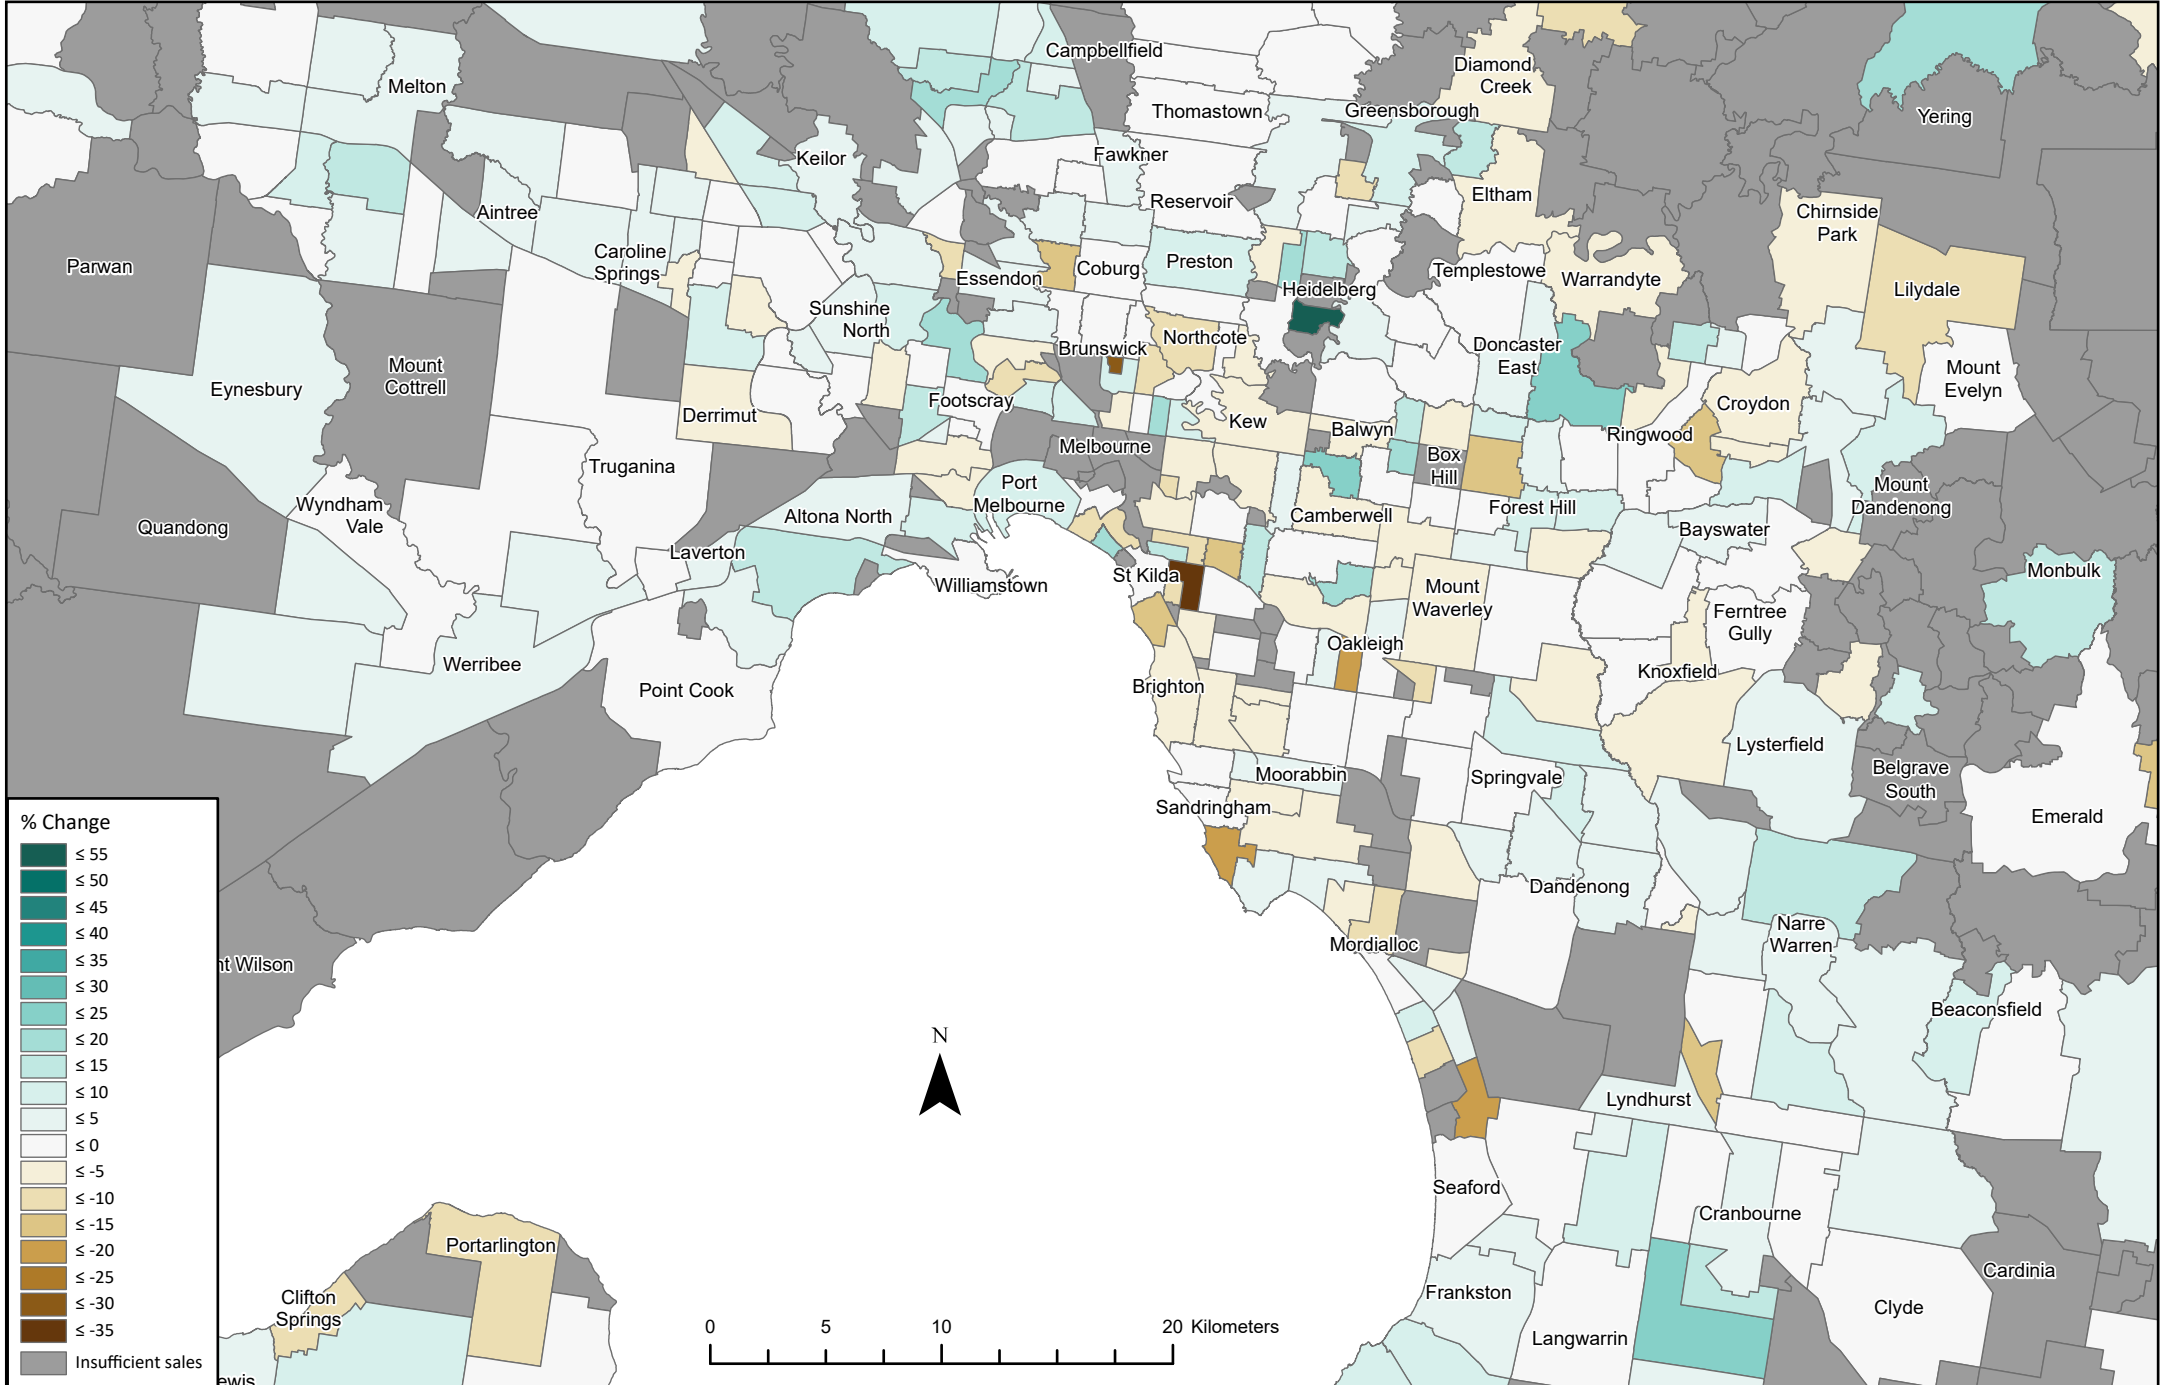 Campbellfield
Diamond
Creek
Melton
Thomastown
Greensborough
Yering
Keilor
Fawkner
Eltham
Reservoir
Aintree
Chirnside
Park
Caroline
Springs
Parwan
Essendon
Coburg
Preston
Templestowe
Warrandyte
Heidelberg
Lilydale
Sunshine
North
Northcote
Brunswick
Doncaster
East
Mount
Cottrell
Eynesbury
Mount
Evelyn
Footscray
Derrimut
Kew
Croydon
Balwyn
Ringwood
Melbourne
Box
Hill
Truganina
Port
Melbourne
Mount
Dandenong
Wyndham
Vale
Altona North
Camberwell
Forest Hill
Quandong
Bayswater
Laverton
Williamstown
St Kilda
Mount
Waverley
Monbulk
Ferntree
Gully
Oakleigh
Werribee
Knoxfield
Point Cook
Brighton
Lysterfield
Moorabbin
Springvale
Belgrave
South
Sandringham
Emerald
Dandenong
Narre
Warren
Mordialloc
nt Wilson
Beaconsfield
Lyndhurst
Seaford
Cranbourne
Portarlington
Cardinia
Clifton
Springs
Frankston
Clyde
Langwarrin
ewis
N
0 5 10 20 Kilometers
% Change
≤ 55
≤ 50
≤ 45
≤ 40
≤ 35
≤ 30
≤ 25
≤ 20
≤ 15
≤ 10
≤ 5
≤ 0
≤ -5
≤ -10
≤ -15
≤ -20
≤ -25
≤ -30
≤ -35
Insufficient sales